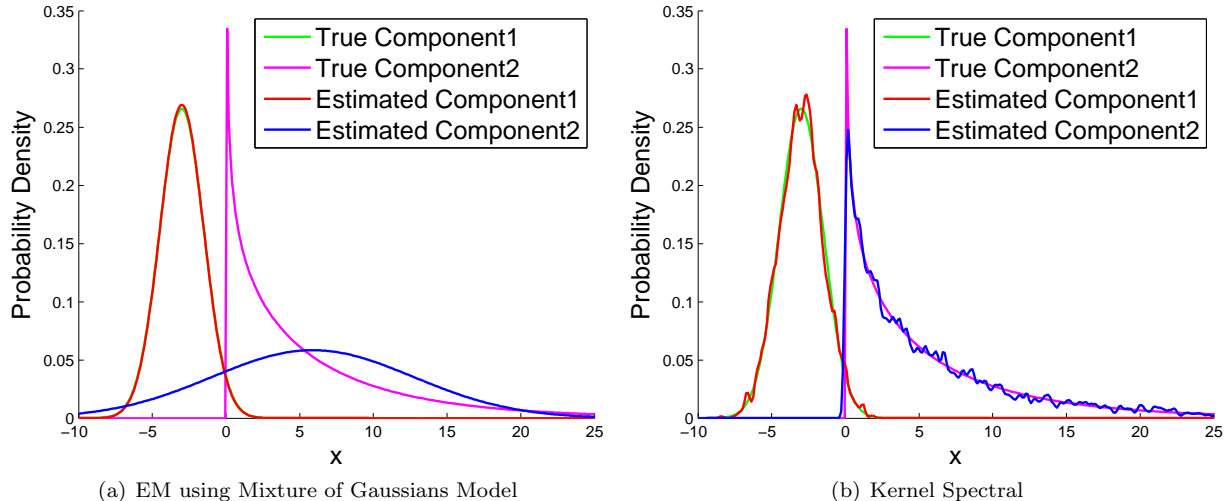 0.35
0.3
0.25
0.2
0.15
0.1
0.05
0
−10 −5 0 5 10 15 20 25
Probability Density
x
True Component1
True Component2
Estimated Component1
Estimated Component2
(a) EM using Mixture of Gaussians Model
0.35
0.3
0.25
0.2
0.15
0.1
0.05
0
−10 −5 0 5 10 15 20 25
Probability Density
x
True Component1
True Component2
Estimated Component1
Estimated Component2
(b) Kernel Spectral